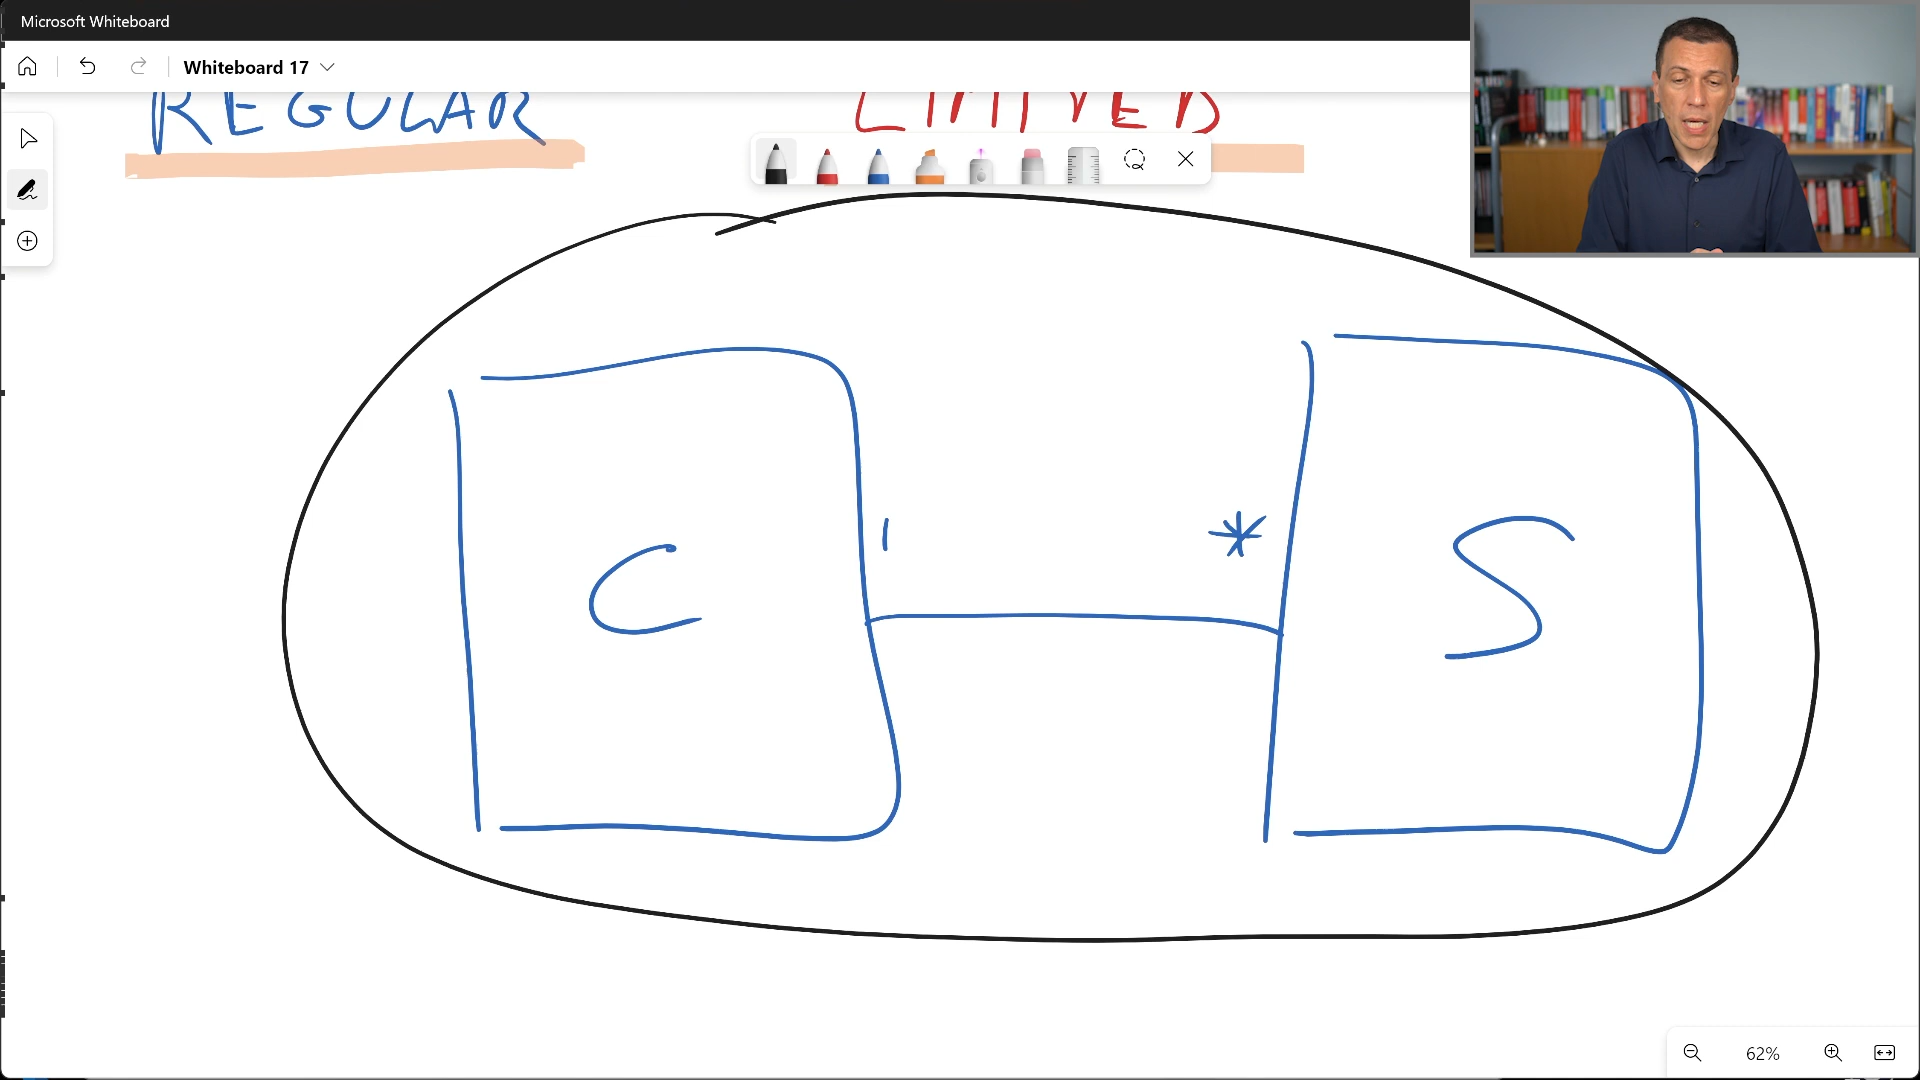 Microsoft Whiteboard
Whiteboard 17
REGULAR LIMITED
1 *
C S
62%